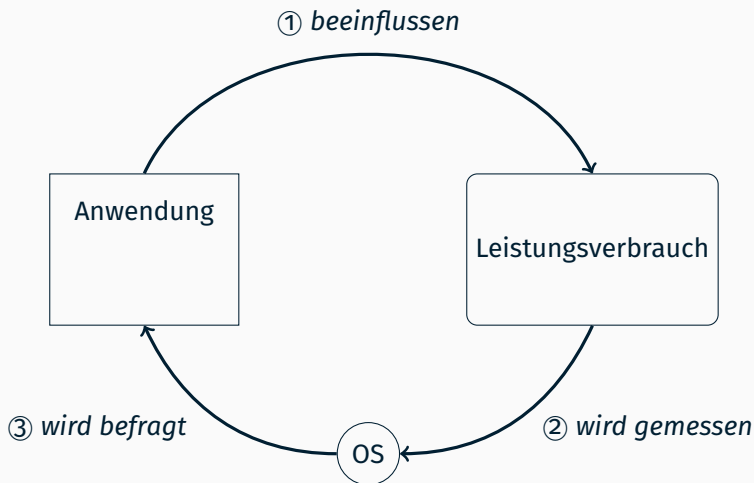 ① beeinflussen
Anwendung
Leistungsverbrauch
③ wird befragt
② wird gemessen
OS